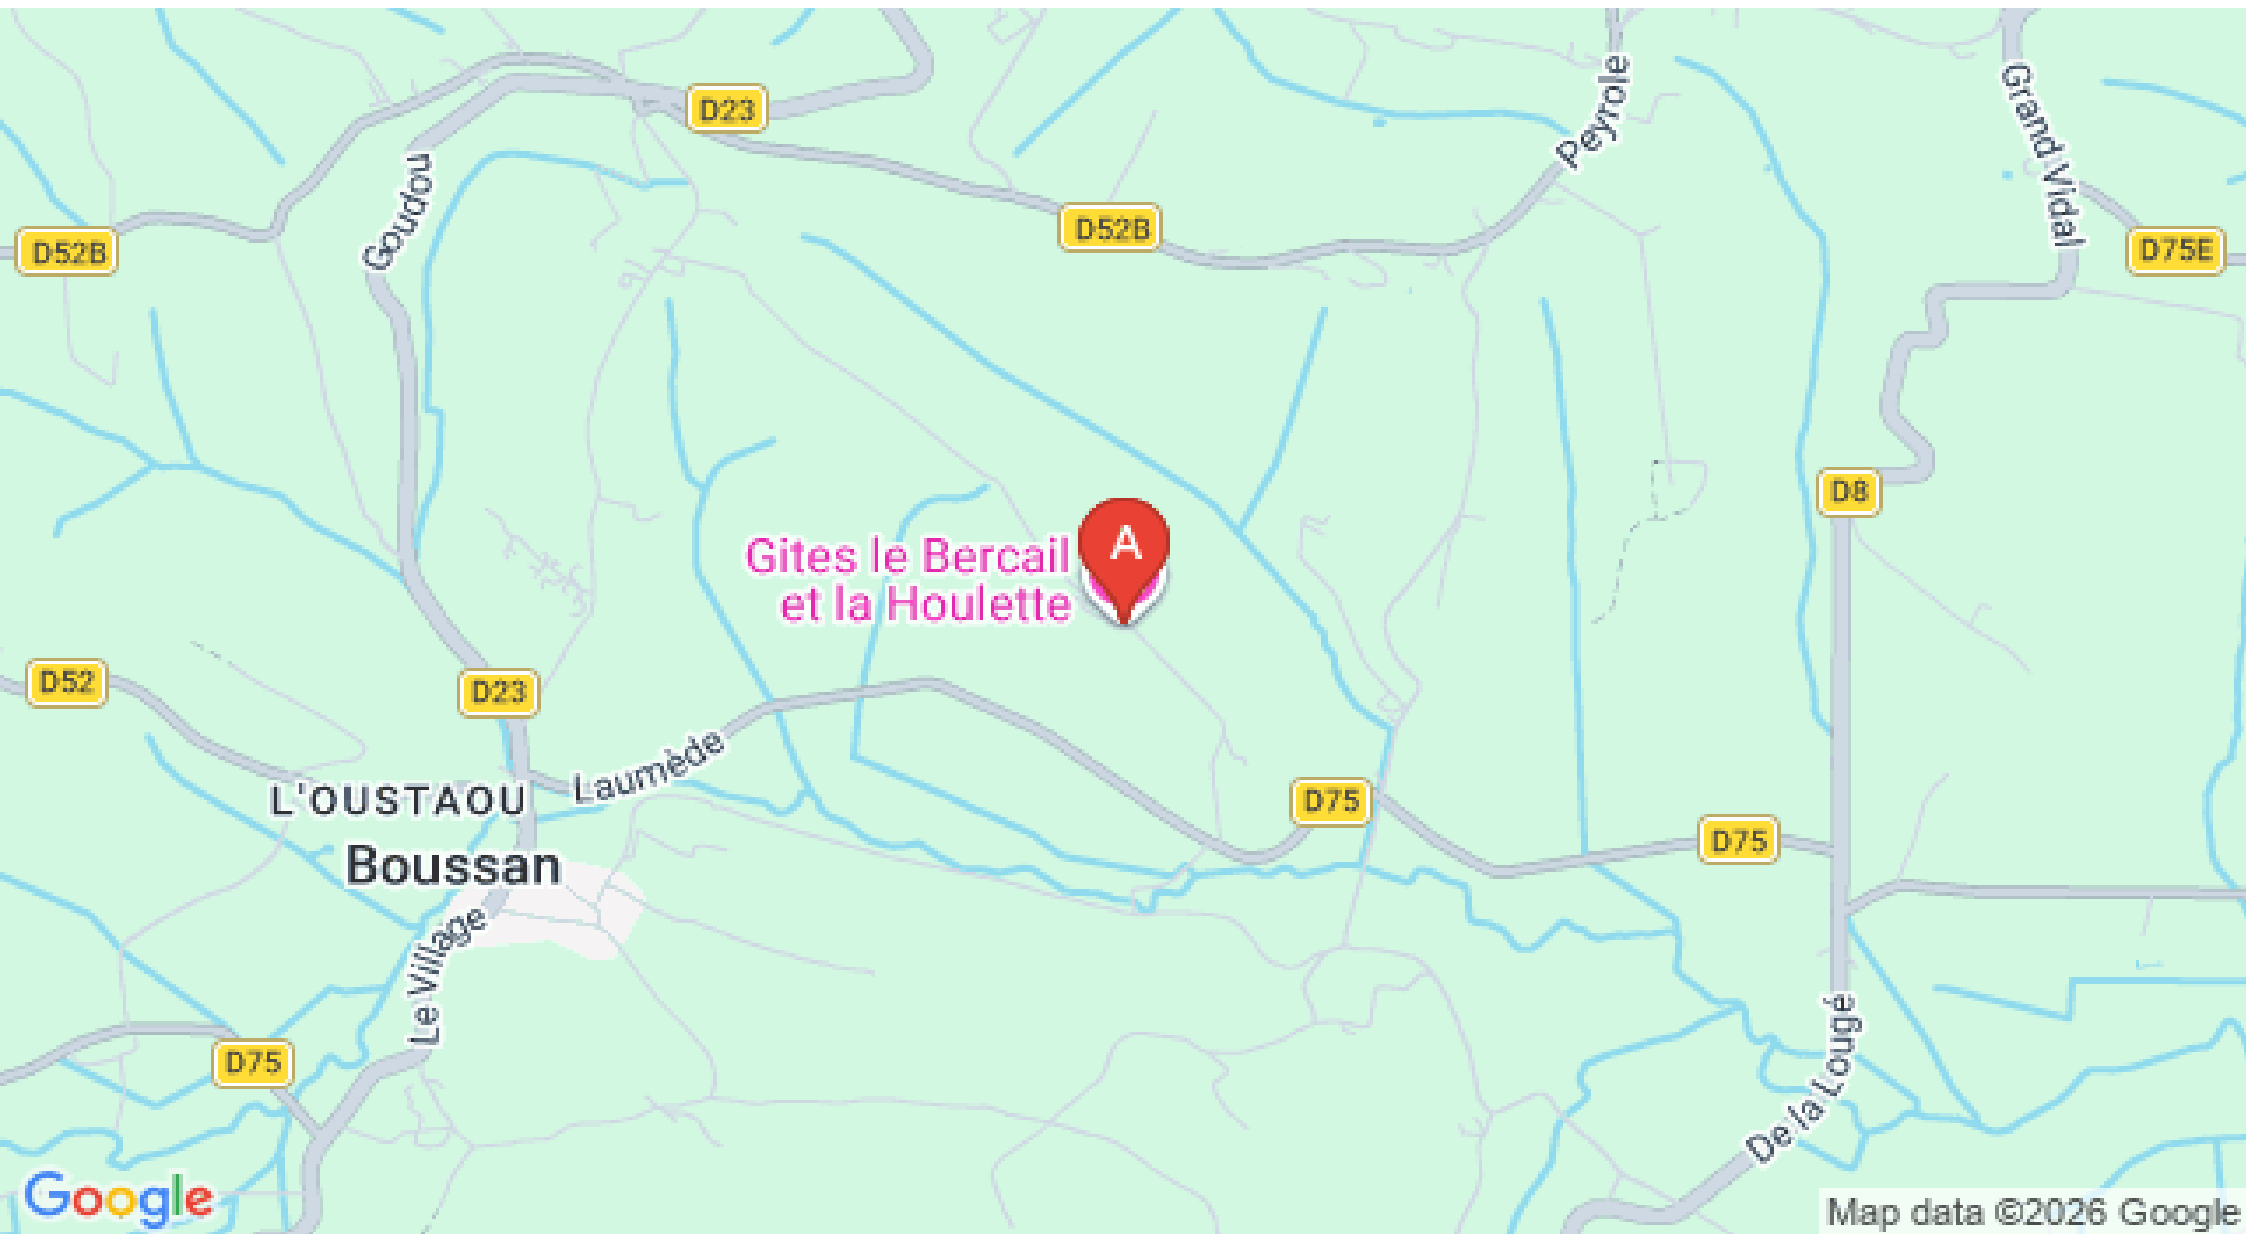 D23
Peyrole
Grand Vidal
Goudou
D52B
D52B
D75E
D8
A
Gites le Bercail
et la Houlette
D52
D23
Laumède
L'OUSTAOU
D75
D75
Boussan
Le Village
D75
De la Lougé
Google
Map data ©2026 Google